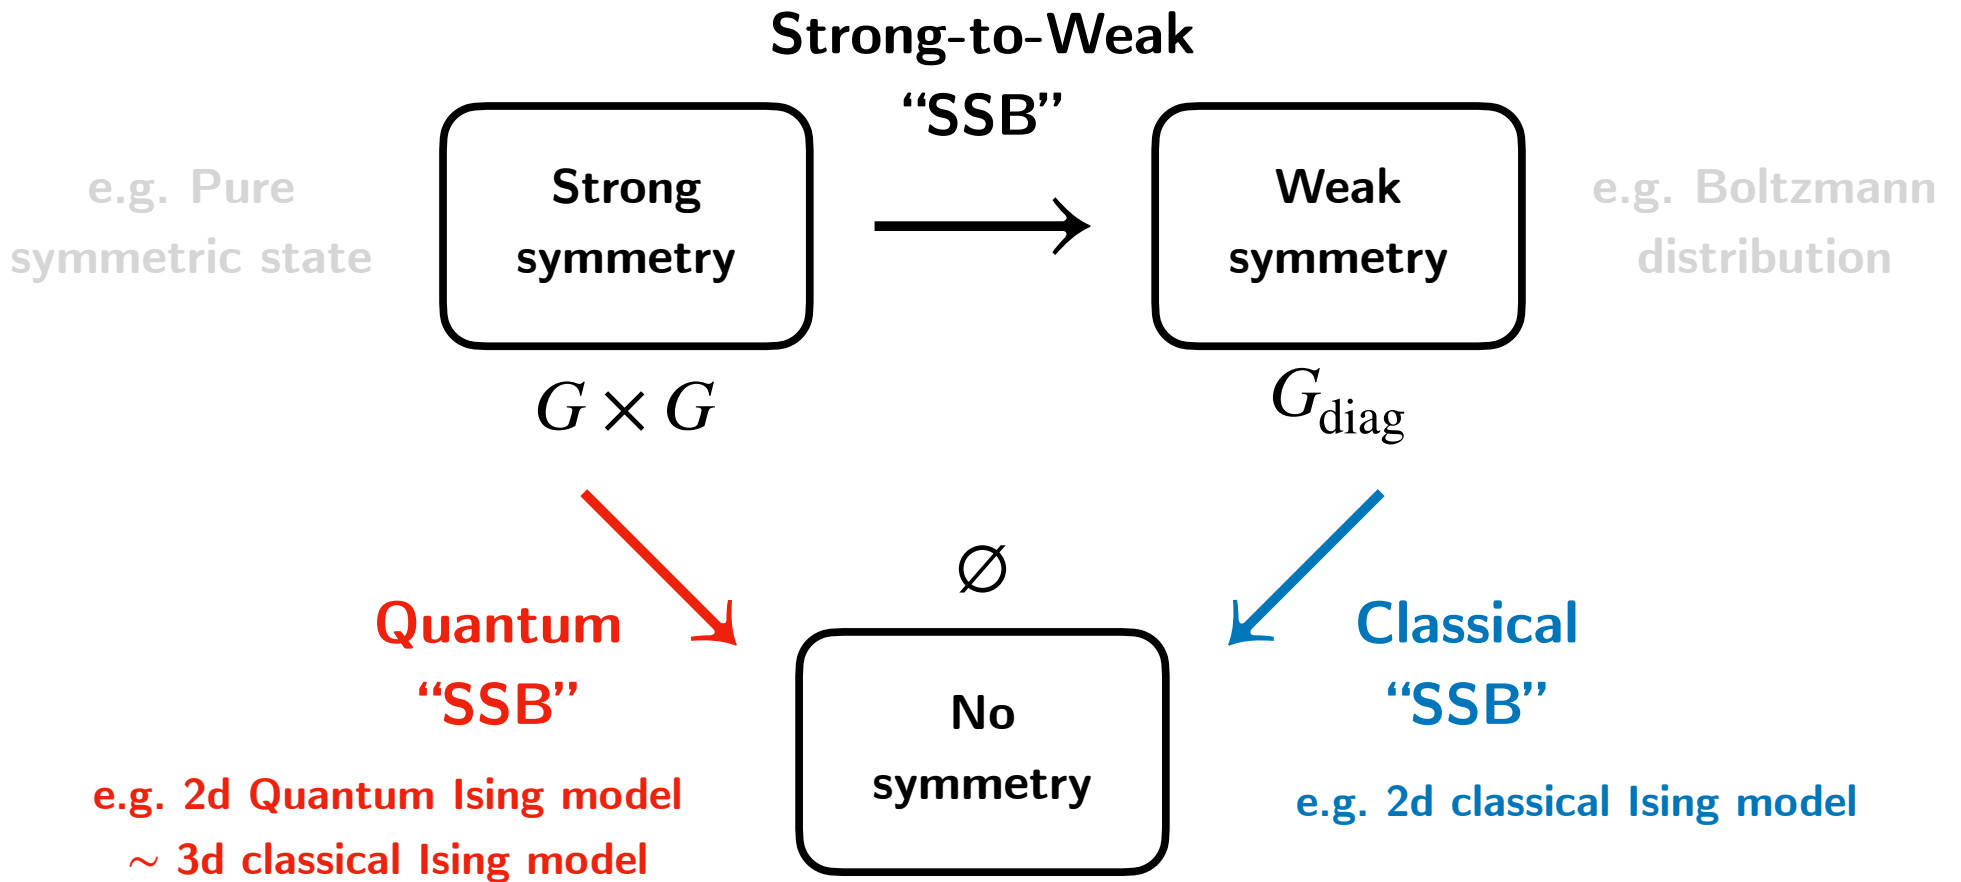 Strong-to-Weak
“SSB”
e.g. Pure
symmetric state
Strong
symmetry
Weak
symmetry
e.g. Boltzmann
distribution
G × G
G_diag
∅
Quantum
“SSB”
Classical
“SSB”
No
symmetry
e.g. 2d Quantum Ising model
∼ 3d classical Ising model
e.g. 2d classical Ising model